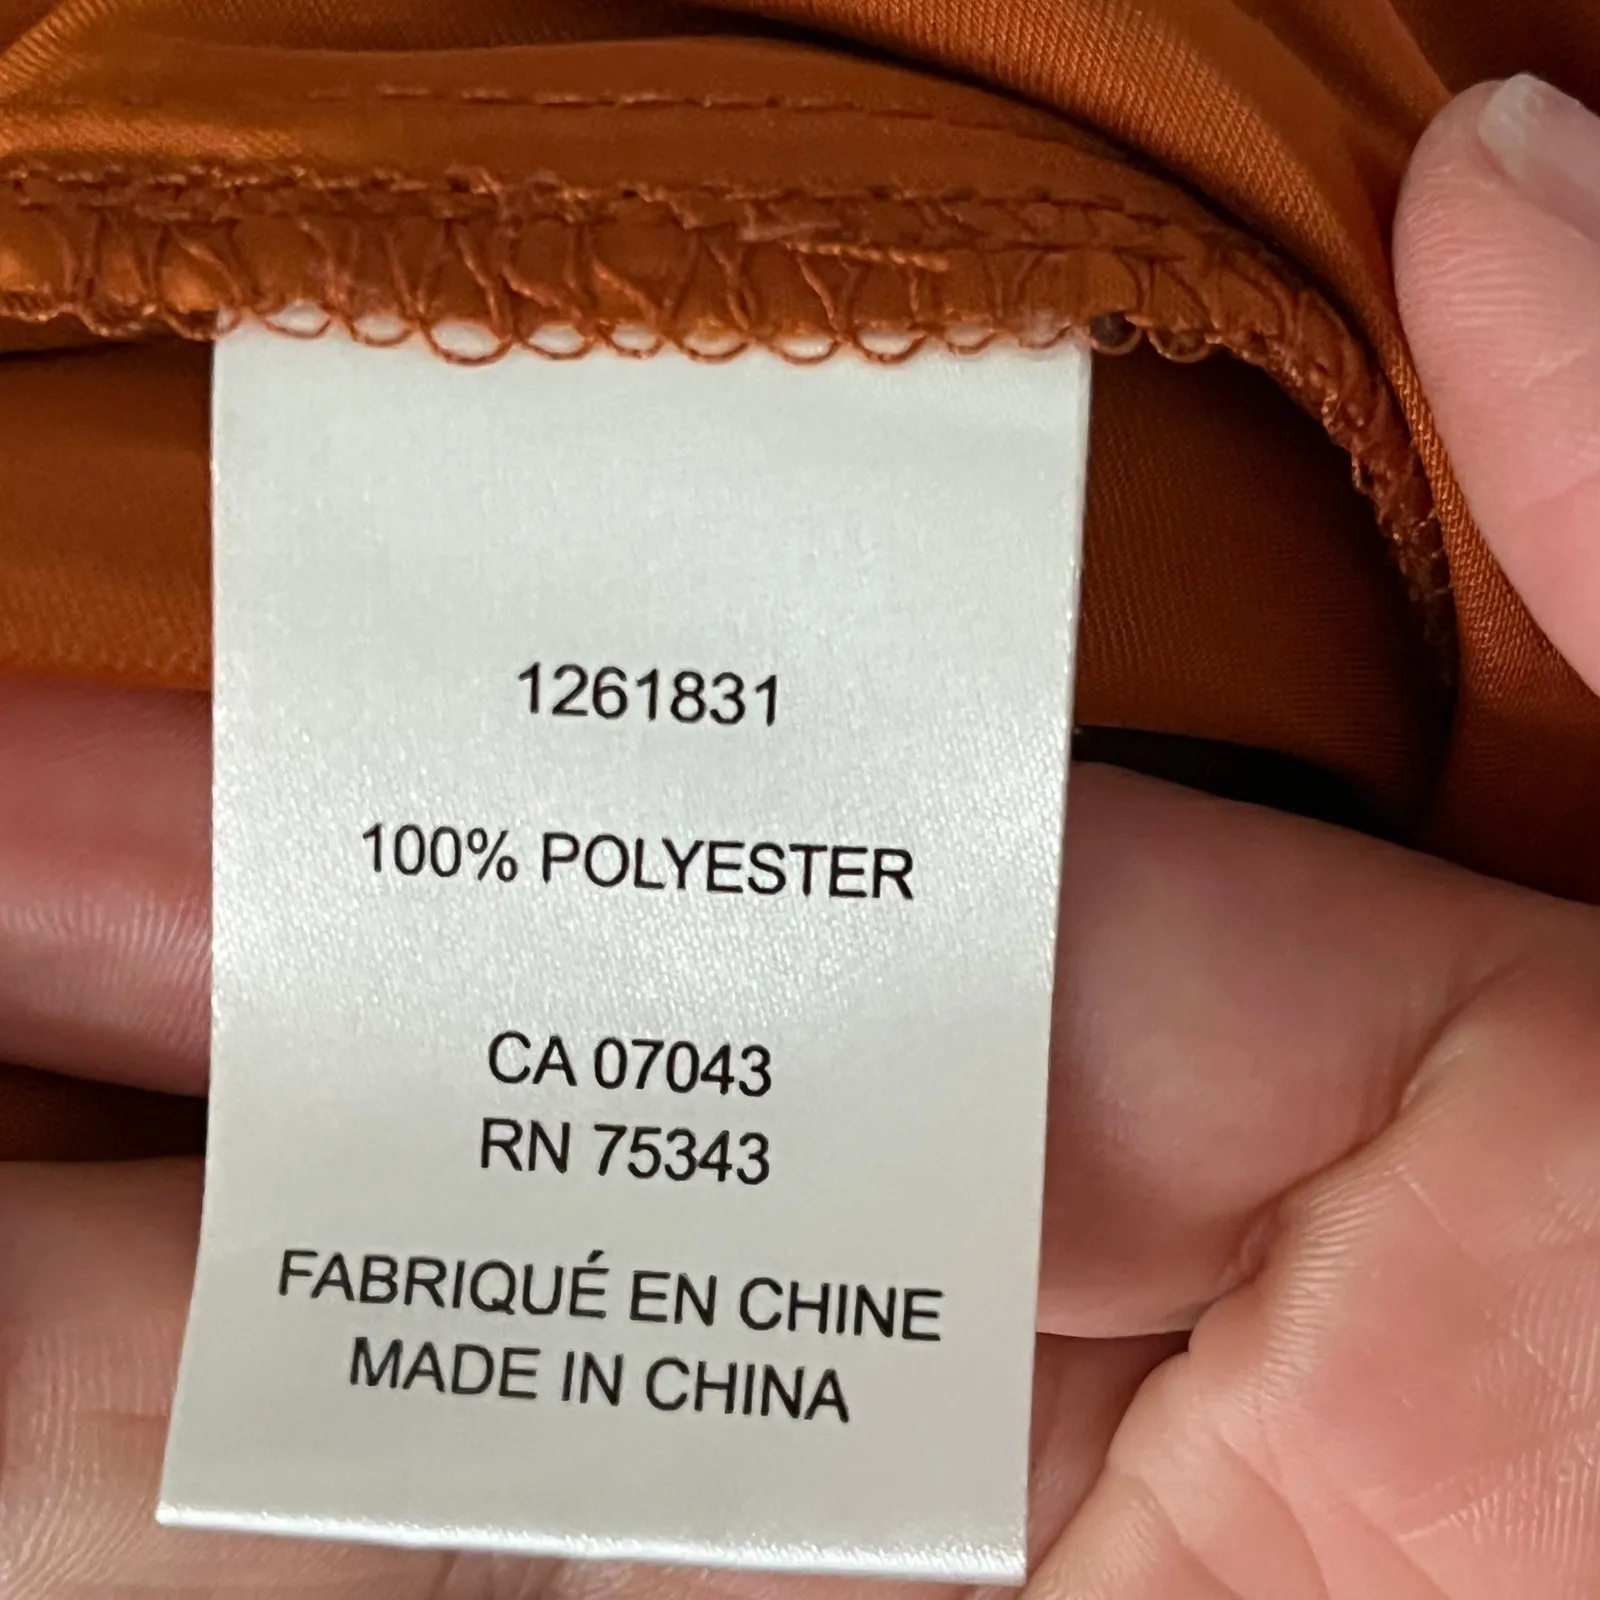 1261831
100% POLYESTER
CA 07043
RN 75343
FABRIQUÉ EN CHINE
MADE IN CHINA